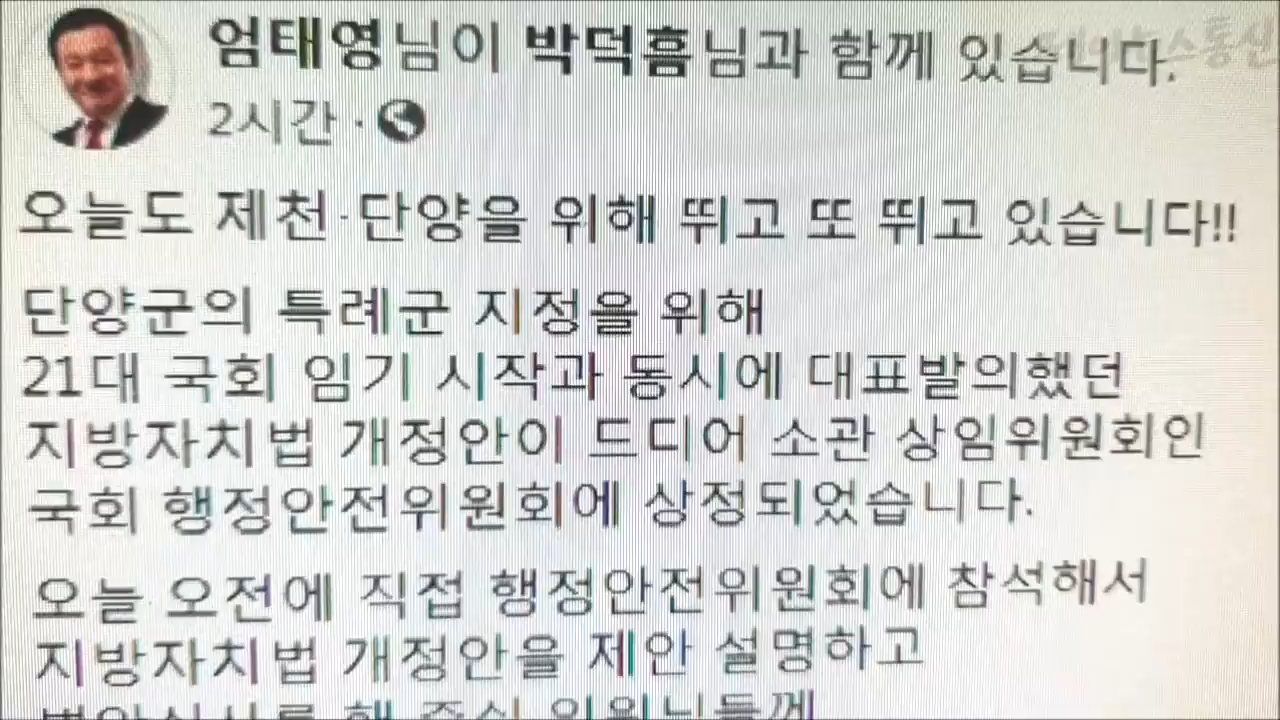 엄태영님이 박덕흠님과 함께 있습니다.
2시간 ·
오늘도 제천·단양을 위해 뛰고 또 뛰고 있습니다!!
단양군의 특례군 지정을 위해
21대 국회 임기 시작과 동시에 대표발의했던
지방자치법 개정안이 드디어 소관 상임위원회인
국회 행정안전위원회에 상정되었습니다.
오늘 오전에 직접 행정안전위원회에 참석해서
지방자치법 개정안을 제안 설명하고